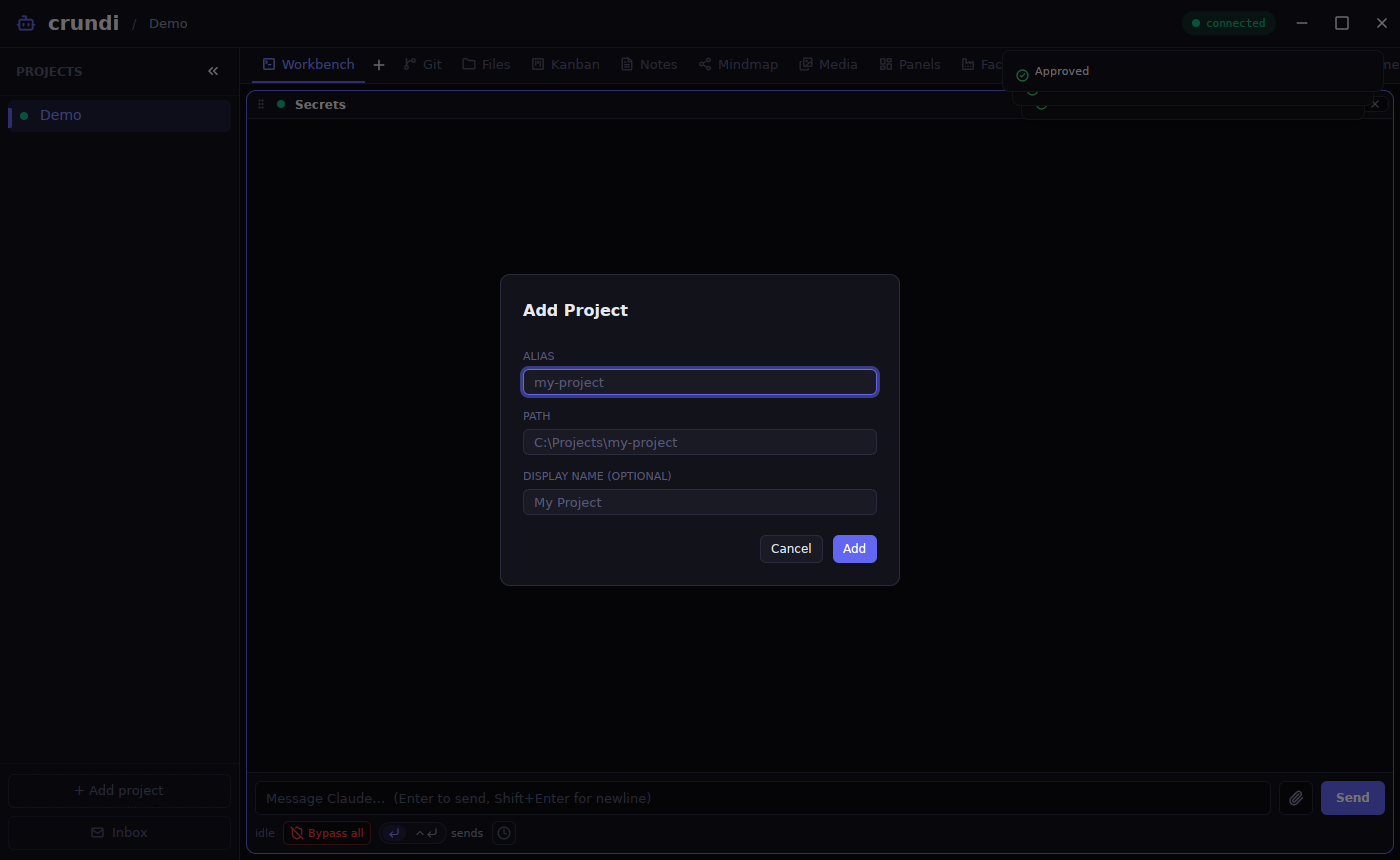 crundi / Demo
connected
PROJECTS
Workbench
Git
Files
Kanban
Notes
Mindmap
Media
Panels
Approved
Demo
Secrets
Add Project
ALIAS
my-project
PATH
C:\Projects\my-project
DISPLAY NAME (OPTIONAL)
My Project
Cancel
Add
+ Add project
Inbox
Message Claude... (Enter to send, Shift+Enter for newline)
Send
idle
Bypass all
sends